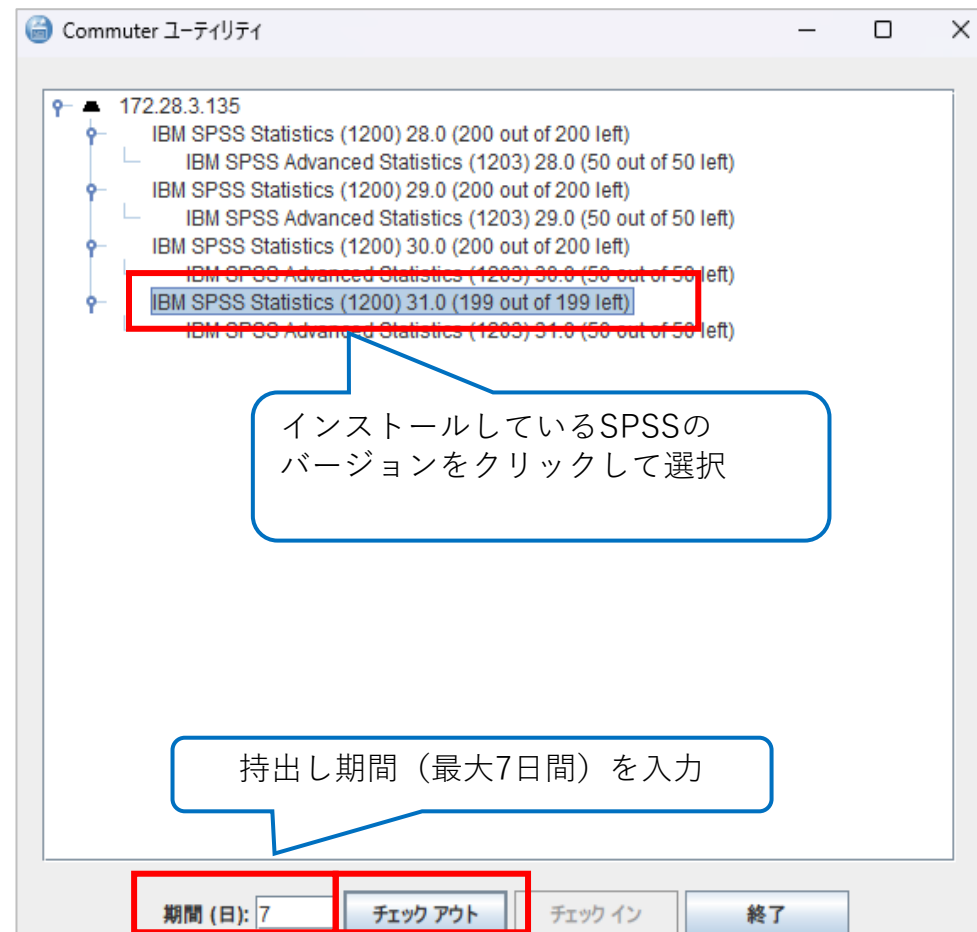 Commuter ユーティリティ
172.28.3.135
IBM SPSS Statistics (1200) 28.0 (200 out of 200 left)
IBM SPSS Advanced Statistics (1203) 28.0 (50 out of 50 left)
IBM SPSS Statistics (1200) 29.0 (200 out of 200 left)
IBM SPSS Advanced Statistics (1203) 29.0 (50 out of 50 left)
IBM SPSS Statistics (1200) 30.0 (200 out of 200 left)
IBM SPSS Advanced Statistics (1203) 30.0 (50 out of 50 left)
IBM SPSS Statistics (1200) 31.0 (199 out of 199 left)
IBM SPSS Advanced Statistics (1203) 31.0 (50 out of 50 left)
インストールしているSPSSの
バージョンをクリックして選択
持出し期間（最大7日間）を入力
期間 (日): 7 チェック アウト チェック イン 終了